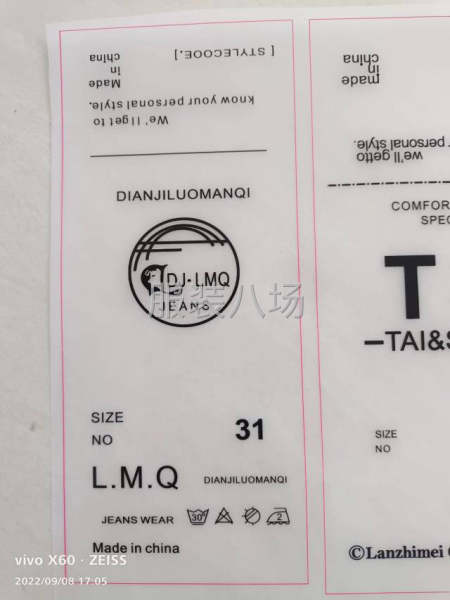 We'll get to
know your personal style.
Made
in
china
[ STYLECOOE.]
DIANJILUOMANQI
DJ·LMQ
JEANS
SIZE
NO
31
L.M.Q
DIANJILUOMANQI
JEANS WEAR
30
2
Made in china
we'll getto
personal style.
made
in
china
COMFOR
SPEC
T
–TAI&S
SIZE
NO
©Lanzhimei
服装八场
vivo X60 · ZEISS
2022/09/08 17:05